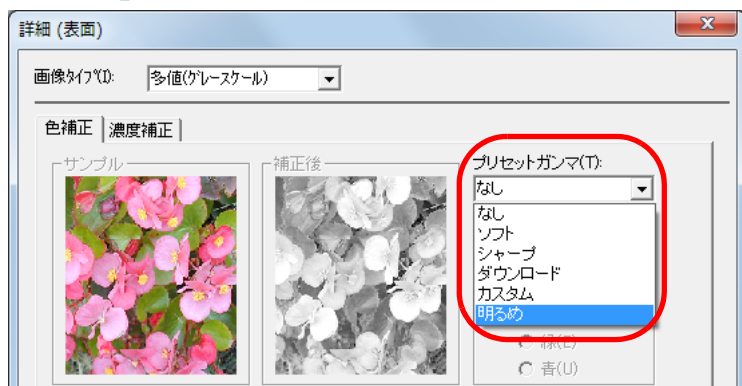 詳細 (表面)
画像ﾀｲﾌﾟ(I):
多値(ｸﾞﾚｰｽｹｰﾙ)
色補正
濃度補正
サンプル
補正後
プリセットガンマ(T):
なし
なし
ソフト
シャープ
ダウンロード
カスタム
明るめ
緑(E)
青(U)